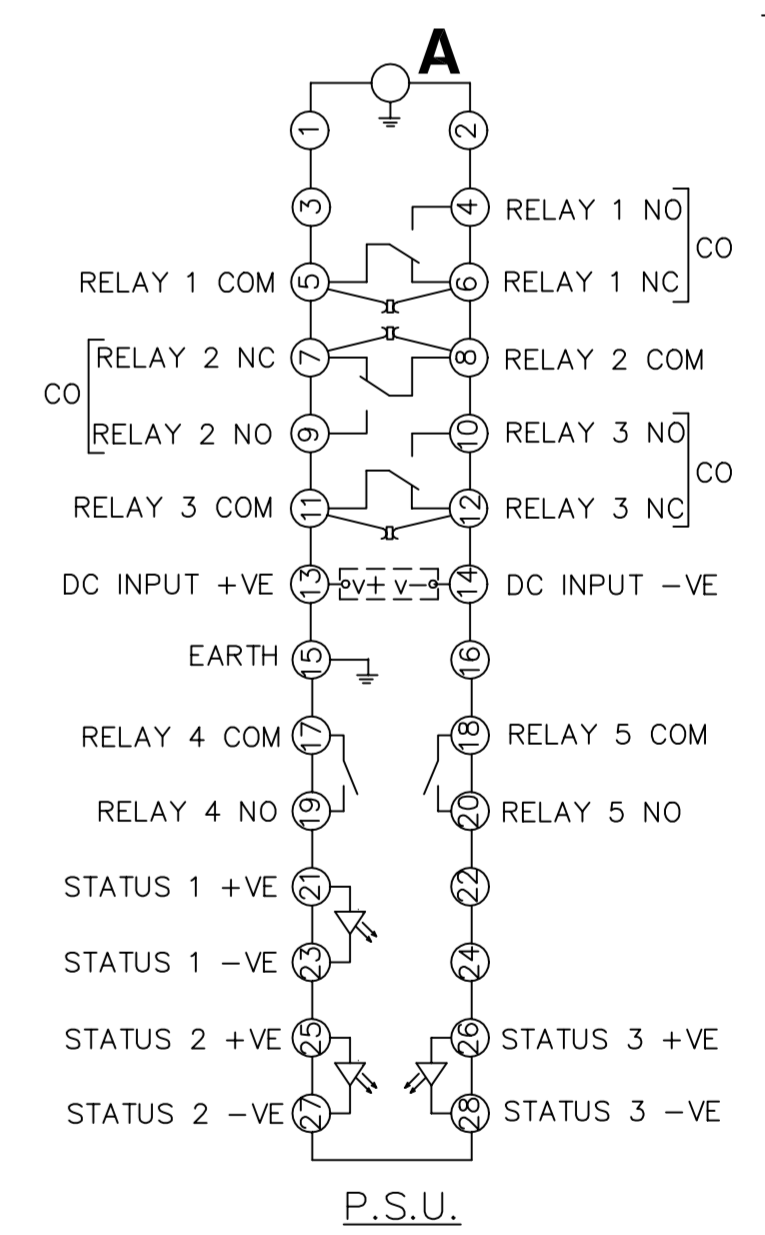 A
1 2
3 4 RELAY 1 NO
CO
RELAY 1 COM 5 6 RELAY 1 NC
RELAY 2 NC 7 8 RELAY 2 COM
CO
RELAY 2 NO 9 10 RELAY 3 NO
CO
RELAY 3 COM 11 12 RELAY 3 NC
DC INPUT +VE 13 V+ V− 14 DC INPUT −VE
EARTH 15 16
RELAY 4 COM 17 18 RELAY 5 COM
RELAY 4 NO 19 20 RELAY 5 NO
STATUS 1 +VE 21 22
STATUS 1 −VE 23 24
STATUS 2 +VE 25 26 STATUS 3 +VE
STATUS 2 −VE 27 28 STATUS 3 −VE
P.S.U.